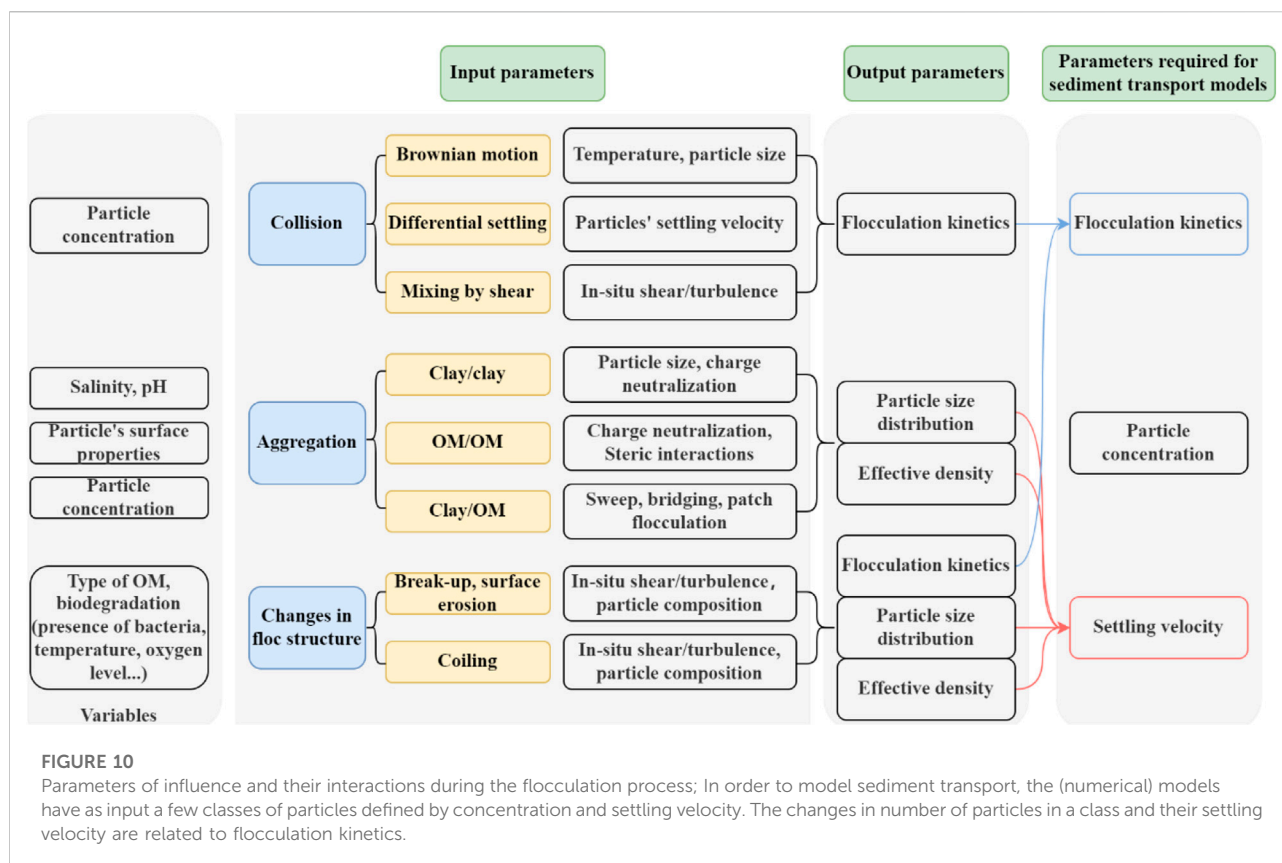 Input parameters
Output parameters
Parameters required for
sediment transport models
Particle
concentration
Salinity, pH
Particle's surface
properties
Particle
concentration
Type of OM,
biodegradation
(presence of bacteria,
temperature, oxygen
level...)
Variables
Collision
Brownian motion
Temperature, particle size
Differential settling
Particles' settling velocity
Mixing by shear
In-situ shear/turbulence
Aggregation
Clay/clay
Particle size, charge
neutralization
OM/OM
Charge neutralization,
Steric interactions
Clay/OM
Sweep, bridging, patch
flocculation
Changes in
floc structure
Break-up, surface
erosion
In-situ shear/turbulence,
particle composition
Coiling
In-situ shear/turbulence,
particle composition
Flocculation kinetics
Particle size
distribution
Effective density
Flocculation kinetics
Particle size
distribution
Effective density
Flocculation kinetics
Particle
concentration
Settling velocity
FIGURE 10
Parameters of influence and their interactions during the flocculation process; In order to model sediment transport, the (numerical) models
have as input a few classes of particles defined by concentration and settling velocity. The changes in number of particles in a class and their settling
velocity are related to flocculation kinetics.